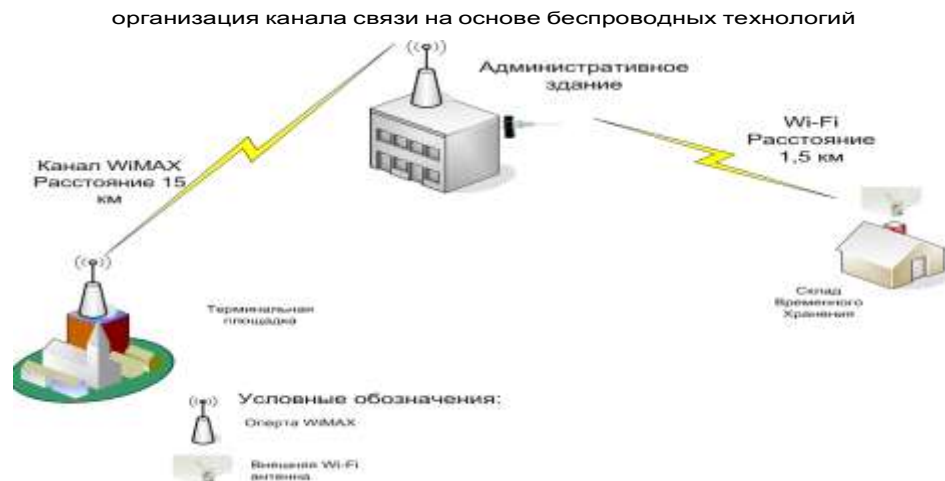 организация канала связи на основе беспроводных технологий
Административное
здание
Wi-Fi
Расстояние
1,5 км
Канал WiMAX
Расстояние 15
км
Терминальная
площадка
Склад
Временного
Хранения
Условные обозначения:
Оперта WiMAX
Внешняя Wi-Fi
антенна